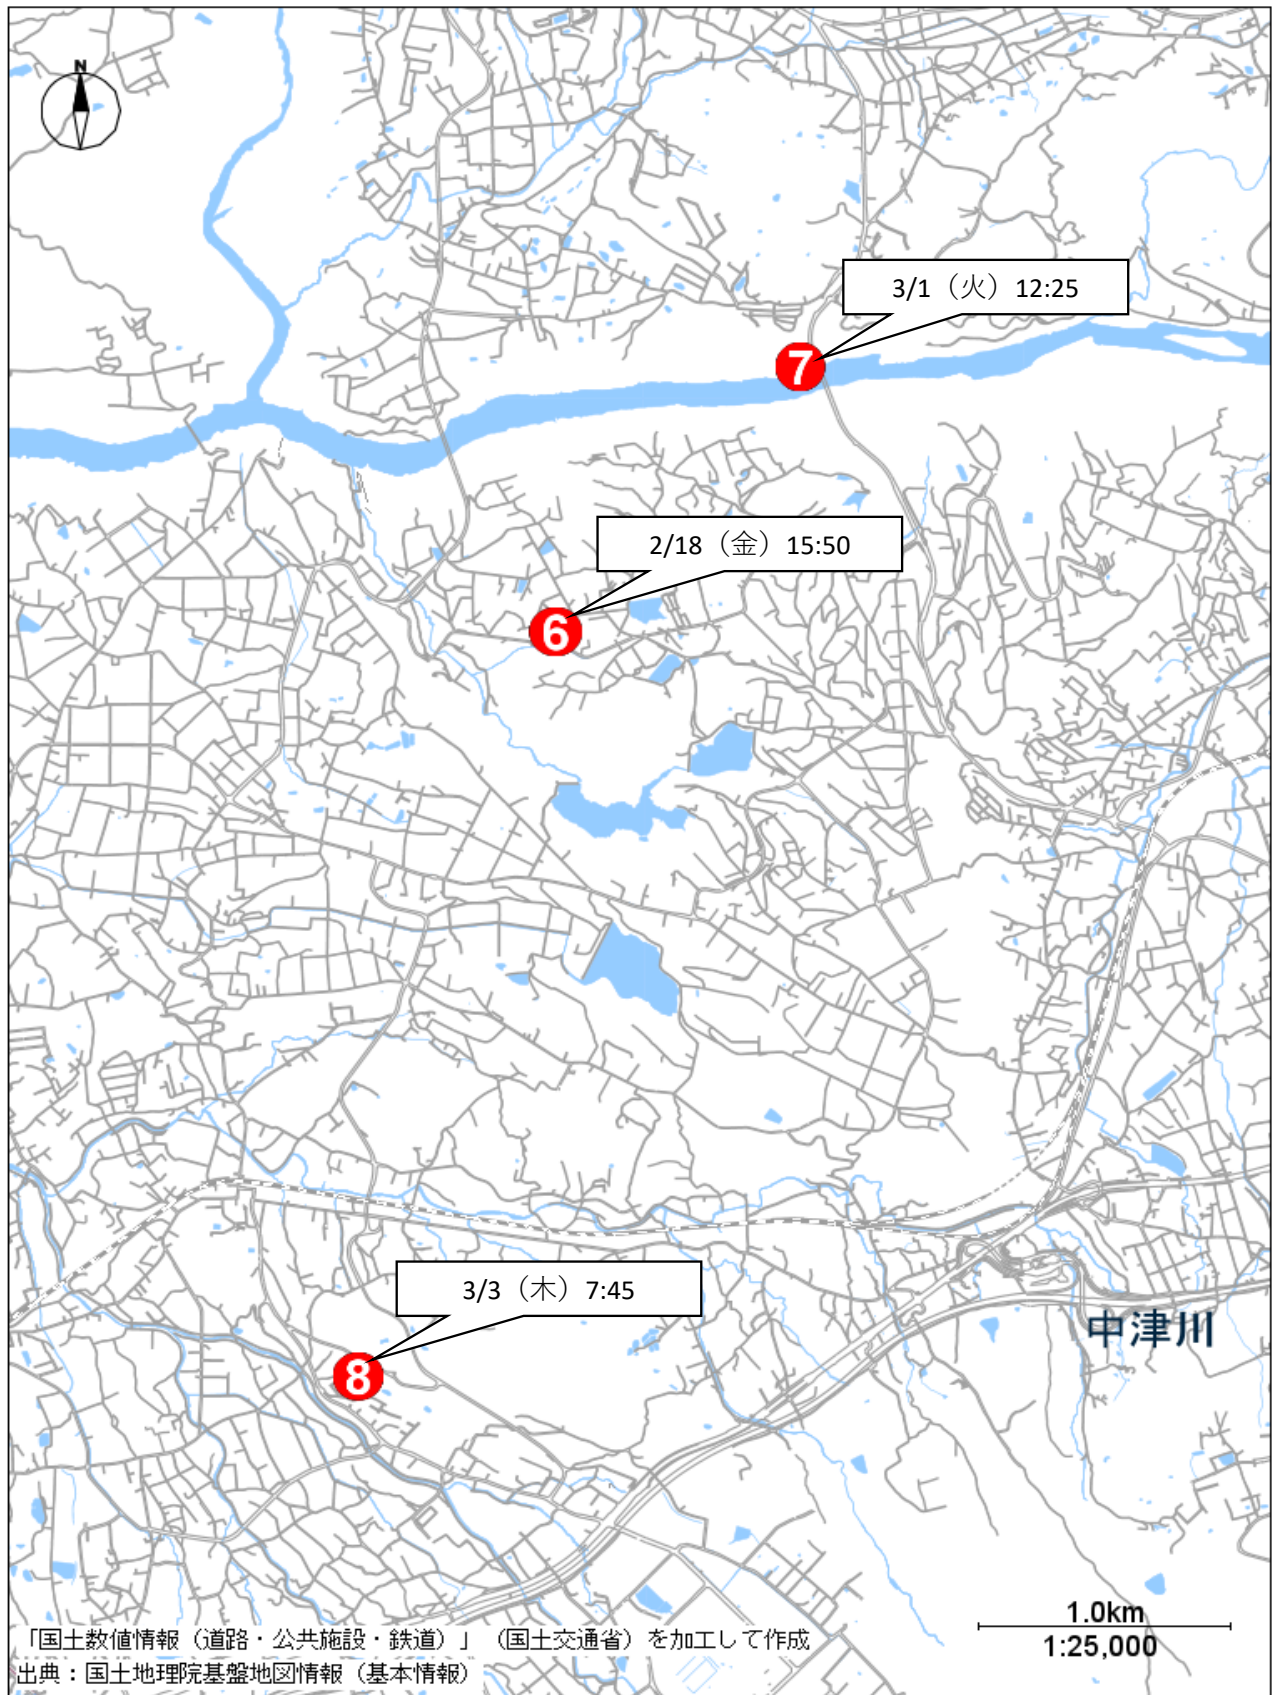 N
3/1（火）12:25
7
2/18（金）15:50
6
3/3（木）7:45
8
中津川
1.0km
1:25,000
「国土数値情報（道路・公共施設・鉄道）」（国土交通省）を加工して作成
出典：国土地理院基盤地図情報（基本情報）